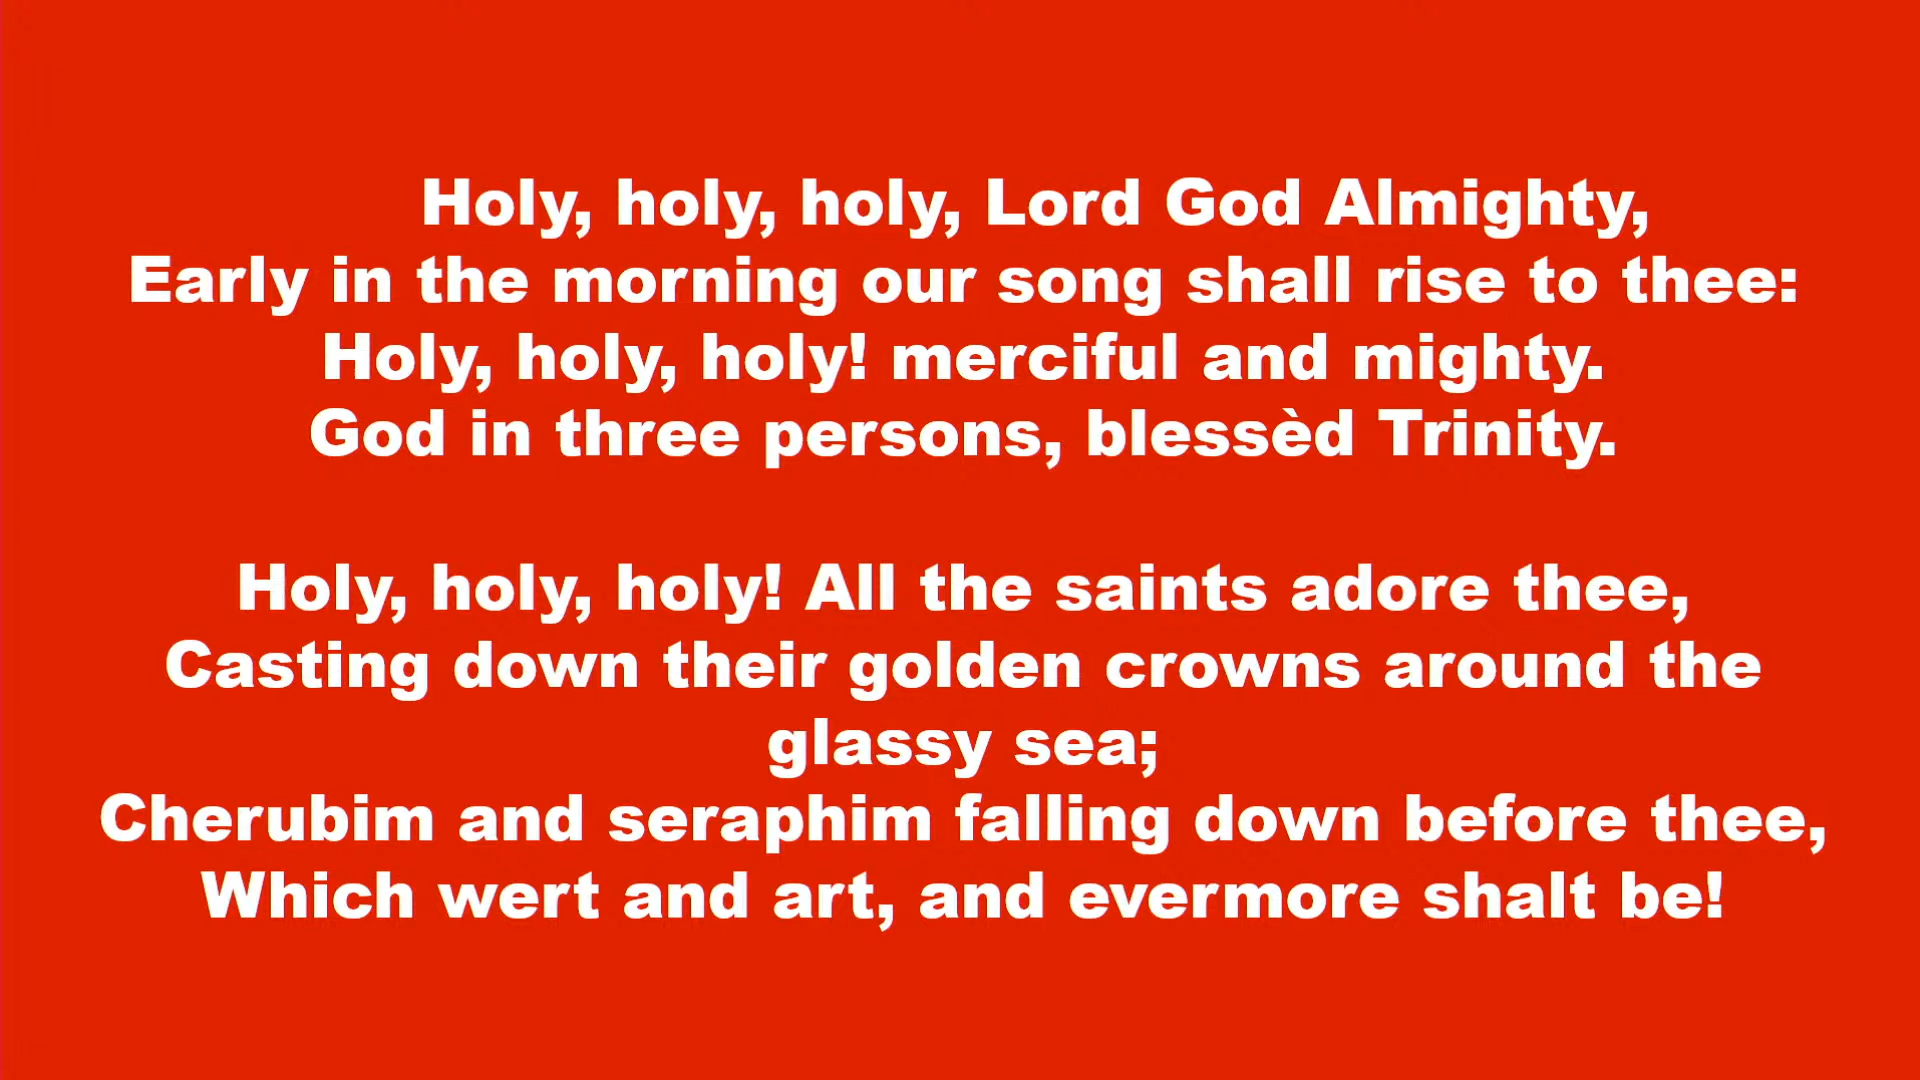 Holy, holy, holy, Lord God Almighty,
Early in the morning our song shall rise to thee:
Holy, holy, holy! merciful and mighty.
God in three persons, blessèd Trinity.
Holy, holy, holy! All the saints adore thee,
Casting down their golden crowns around the
glassy sea;
Cherubim and seraphim falling down before thee,
Which wert and art, and evermore shalt be!